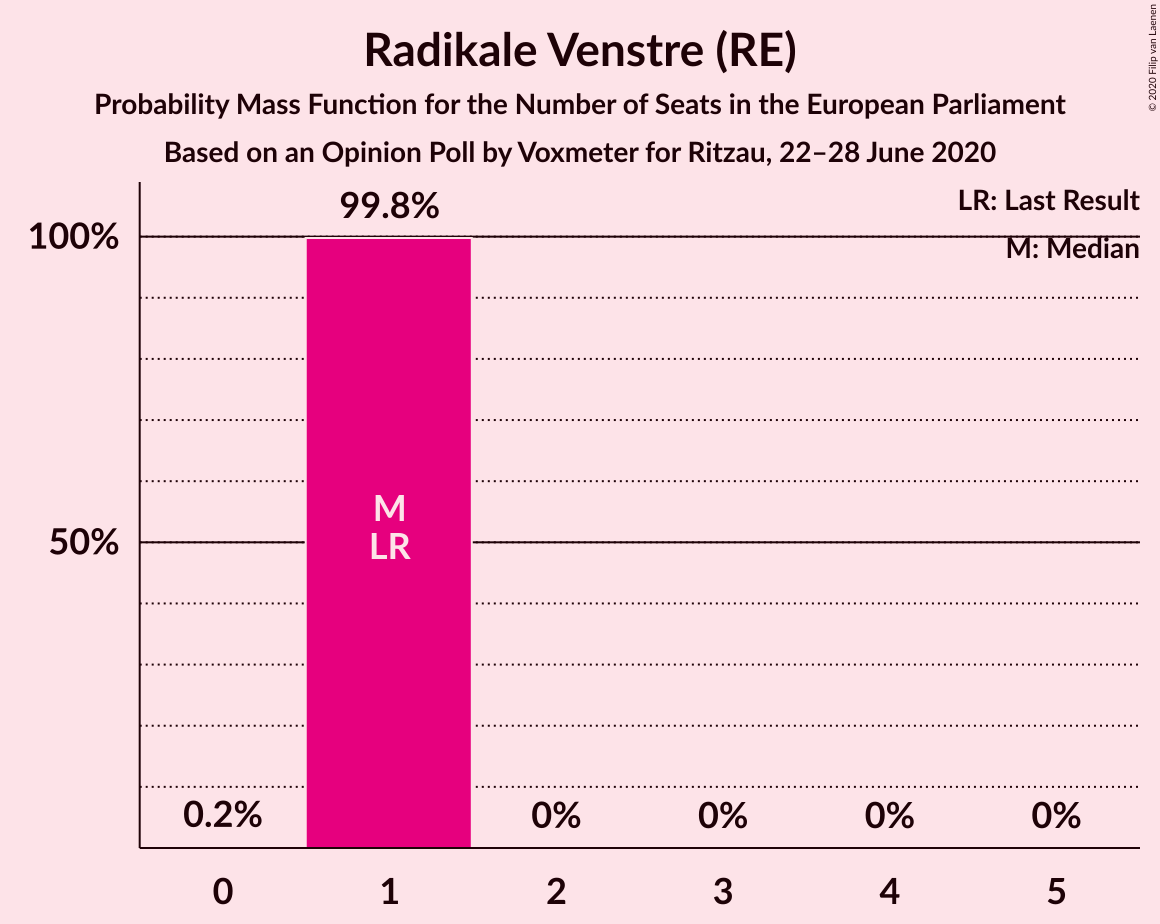 Radikale Venstre (RE)
Probability Mass Function for the Number of Seats in the European Parliament
Based on an Opinion Poll by Voxmeter for Ritzau, 22–28 June 2020
© 2020 Filip van Laenen
LR: Last Result
M: Median
99.8%
100%
50%
M
LR
0.2%
0%
0%
0%
0%
0
1
2
3
4
5